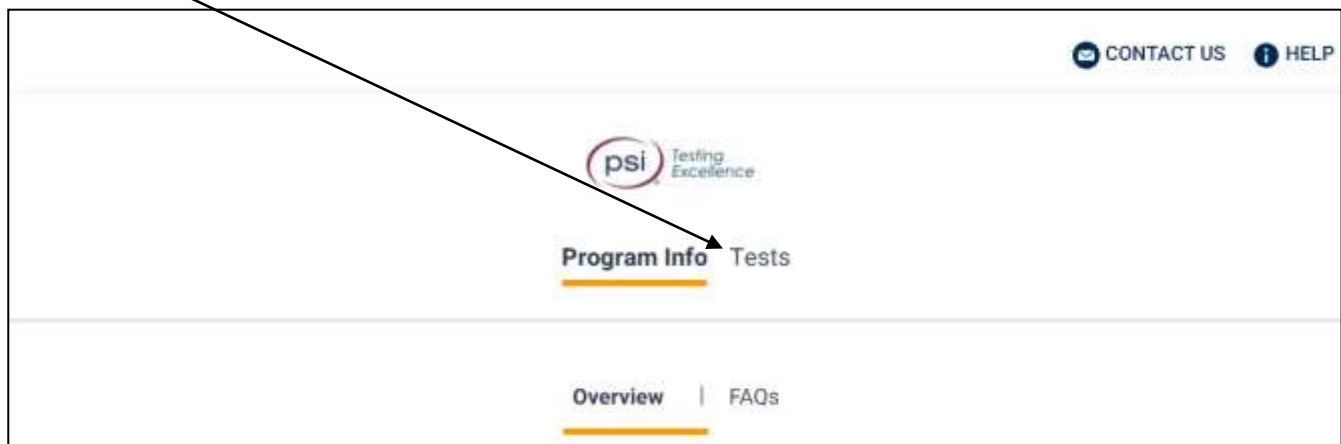 CONTACT US HELP
psi Testing
Excellence
Program Info Tests
Overview | FAQs